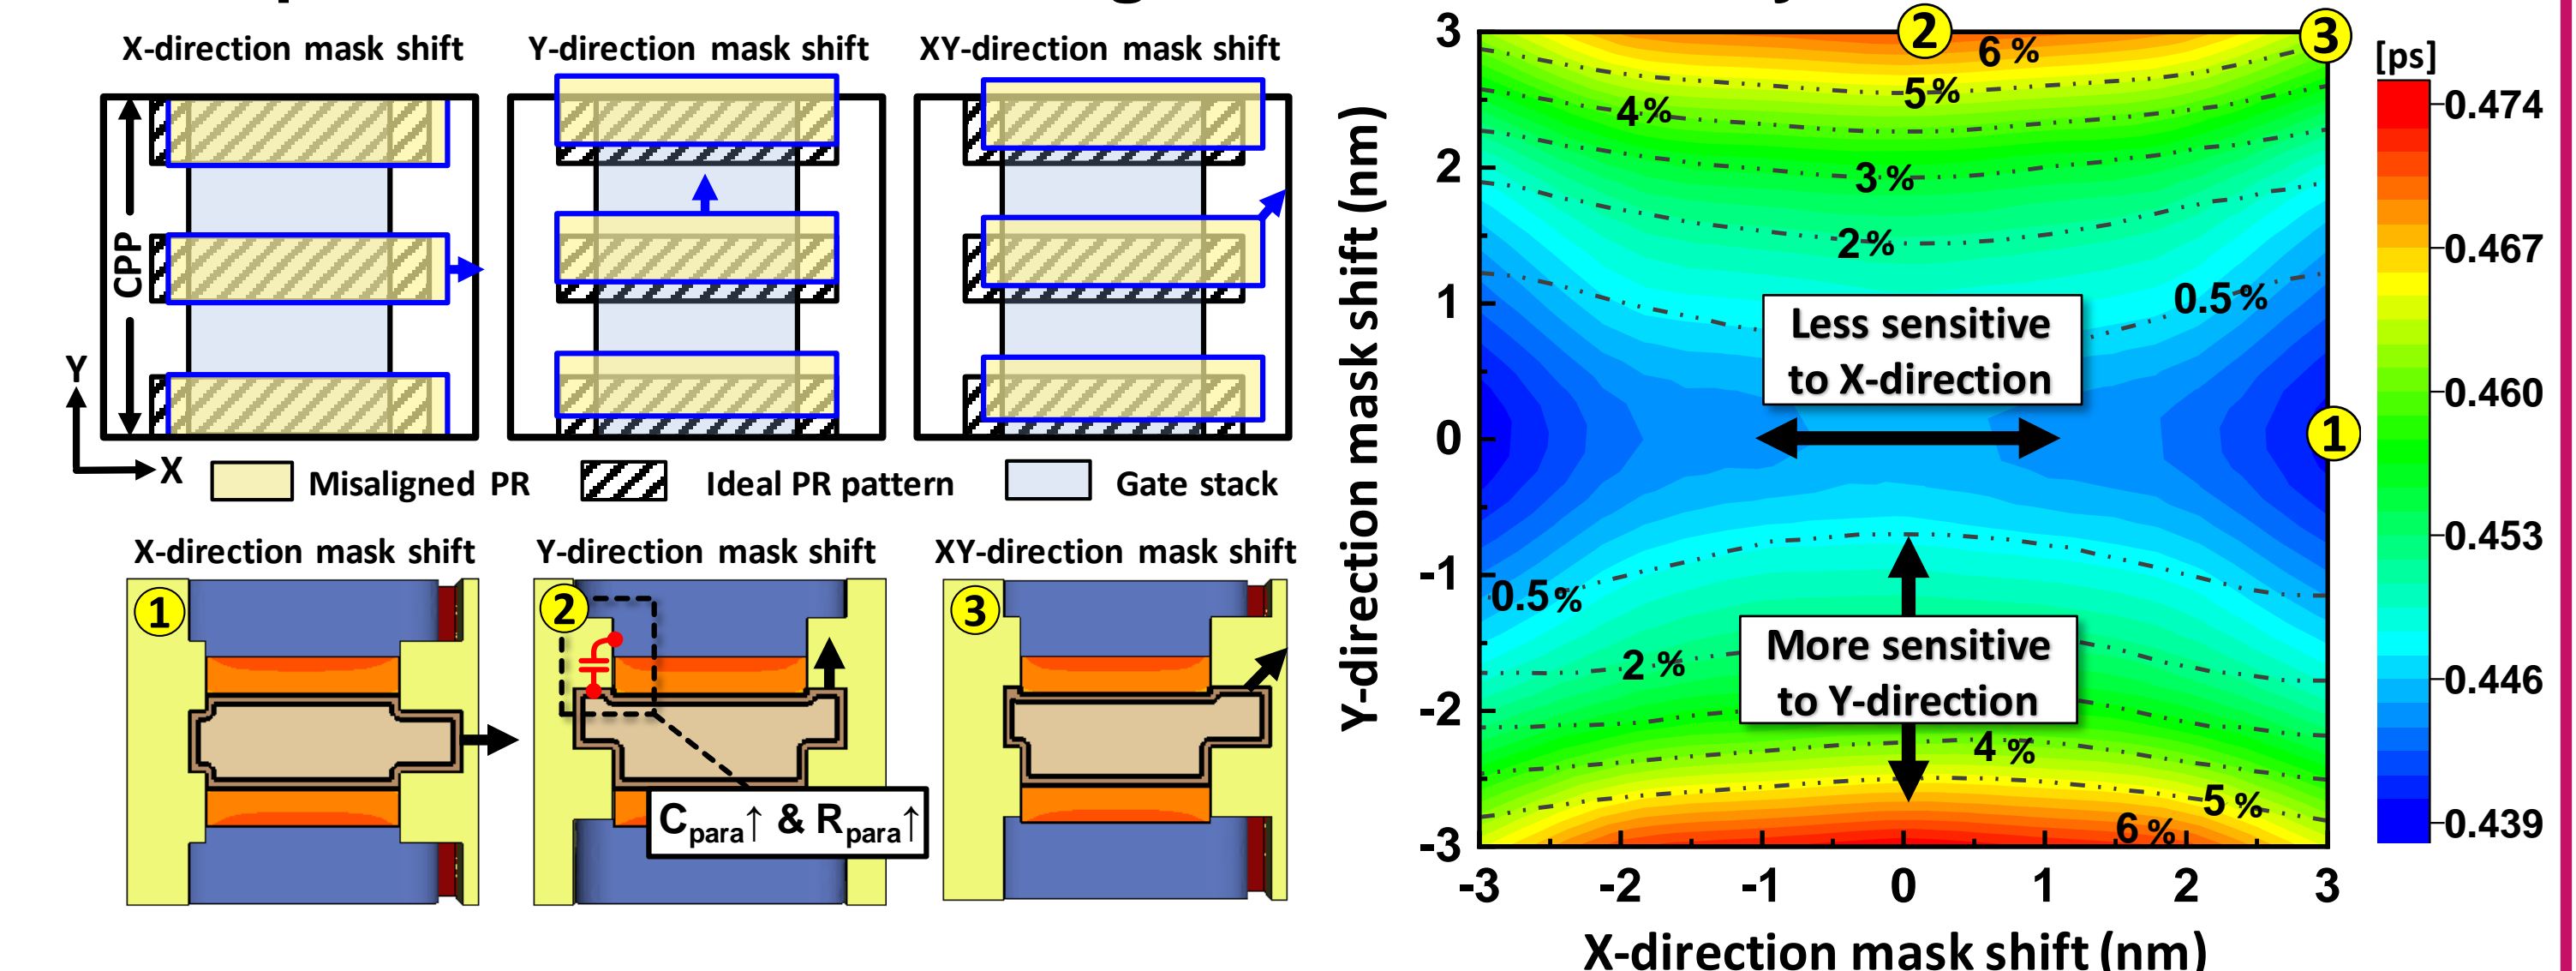 X-direction mask shift
Y-direction mask shift
XY-direction mask shift
CPP
Y
X
Misaligned PR
Ideal PR pattern
Gate stack
X-direction mask shift
Y-direction mask shift
XY-direction mask shift
1
2
3
Cpara↑ & Rpara↑
2
3
[ps]
6 %
5%
4%
3 %
2%
0.5 %
Less sensitive
to X-direction
1
0.5%
More sensitive
to Y-direction
2 %
4 %
5 %
6 %
3
2
1
0
-1
-2
-3
Y-direction mask shift (nm)
-3 -2 -1 0 1 2 3
X-direction mask shift (nm)
0.474
0.467
0.460
0.453
0.446
0.439